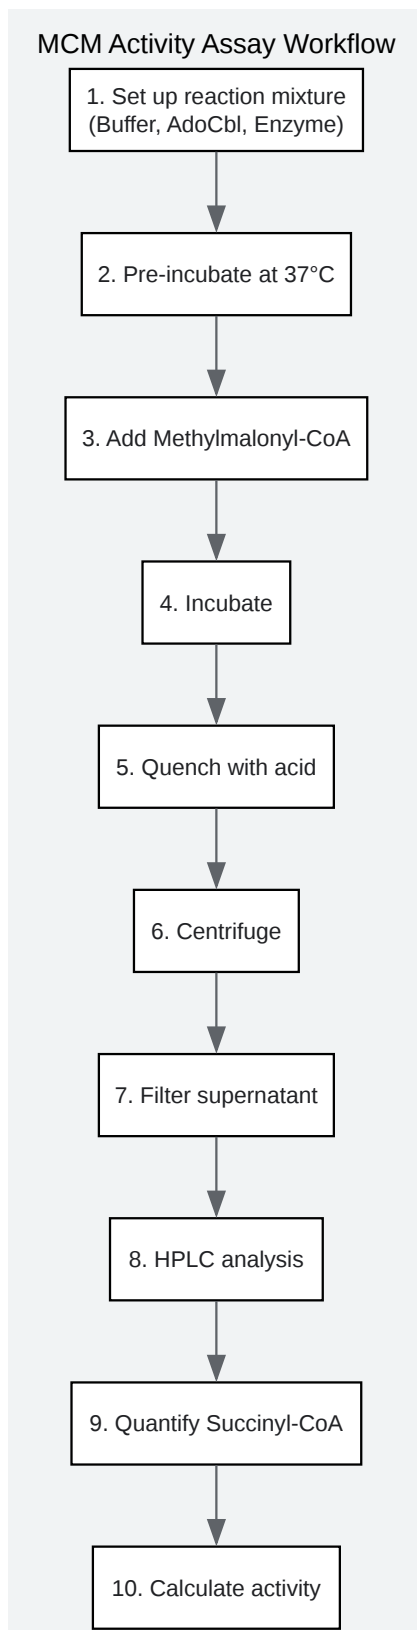 MCM Activity Assay Workflow
1. Set up reaction mixture
(Buffer, AdoCbl, Enzyme)
2. Pre-incubate at 37°C
3. Add Methylmalonyl-CoA
4. Incubate
5. Quench with acid
6. Centrifuge
7. Filter supernatant
8. HPLC analysis
9. Quantify Succinyl-CoA
10. Calculate activity